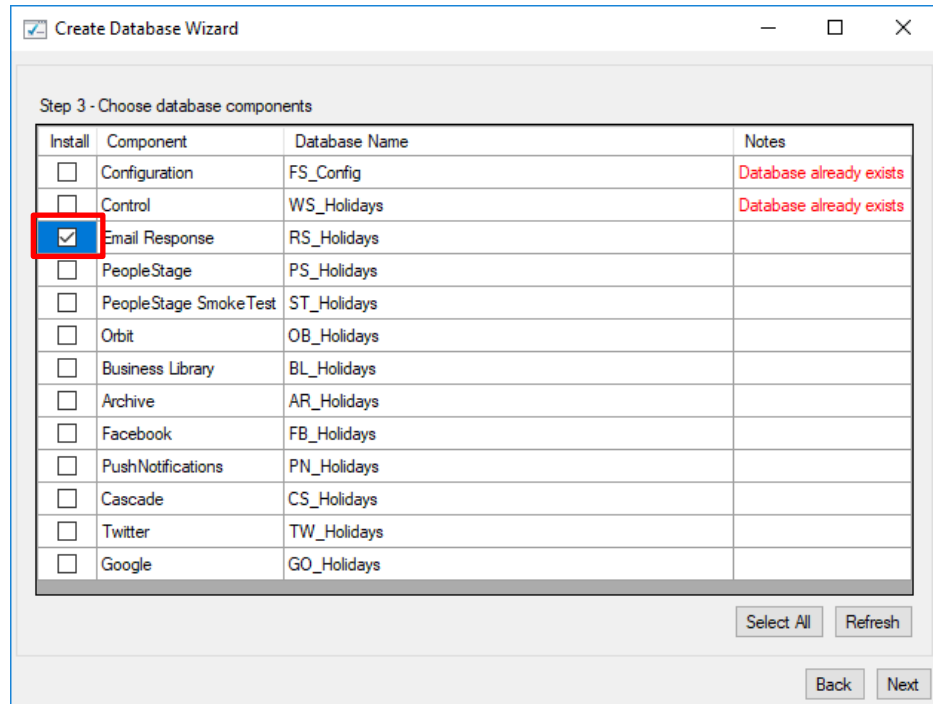 Create Database Wizard
Step 3 - Choose database components
Install Component Database Name Notes
Configuration FS_Config Database already exists
Control WS_Holidays Database already exists
Email Response RS_Holidays
PeopleStage PS_Holidays
PeopleStage SmokeTest ST_Holidays
Orbit OB_Holidays
Business Library BL_Holidays
Archive AR_Holidays
Facebook FB_Holidays
PushNotifications PN_Holidays
Cascade CS_Holidays
Twitter TW_Holidays
Google GO_Holidays
Select All Refresh
Back Next